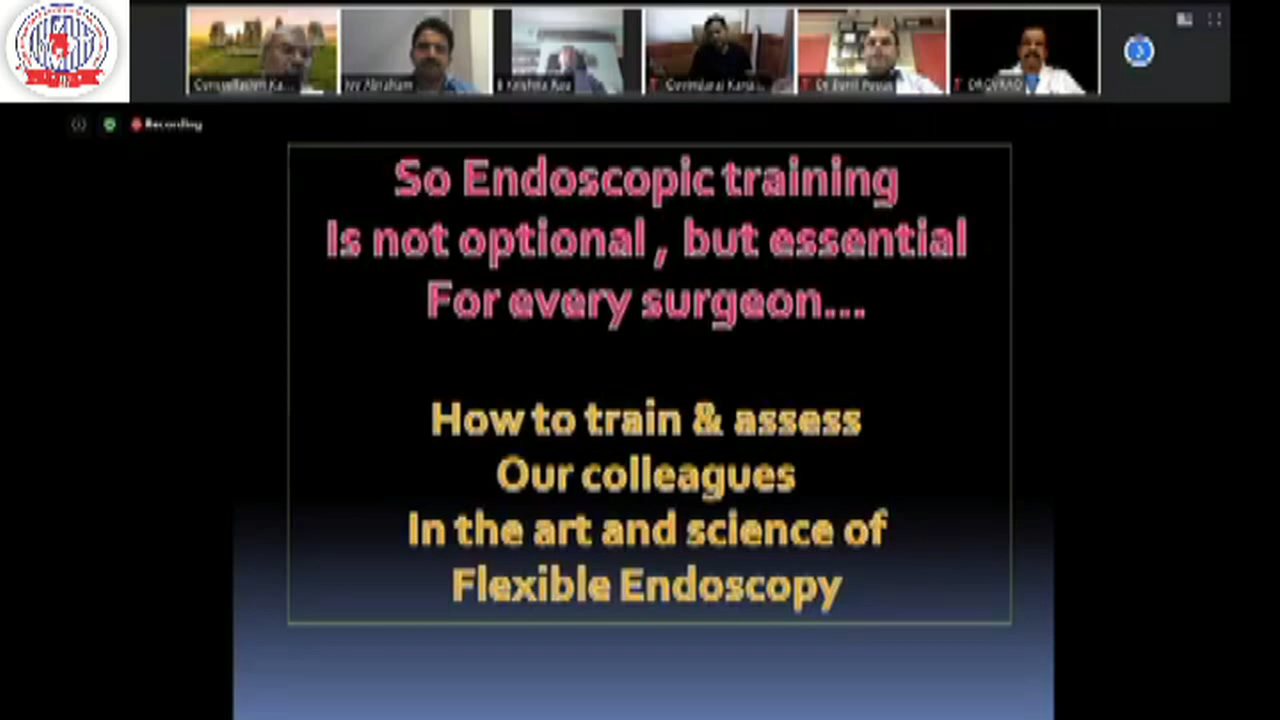 Joy Abraham
Recording
So Endoscopic training
Is not optional , but essential
For every surgeon....
How to train & assess
Our colleagues
In the art and science of
Flexible Endoscopy